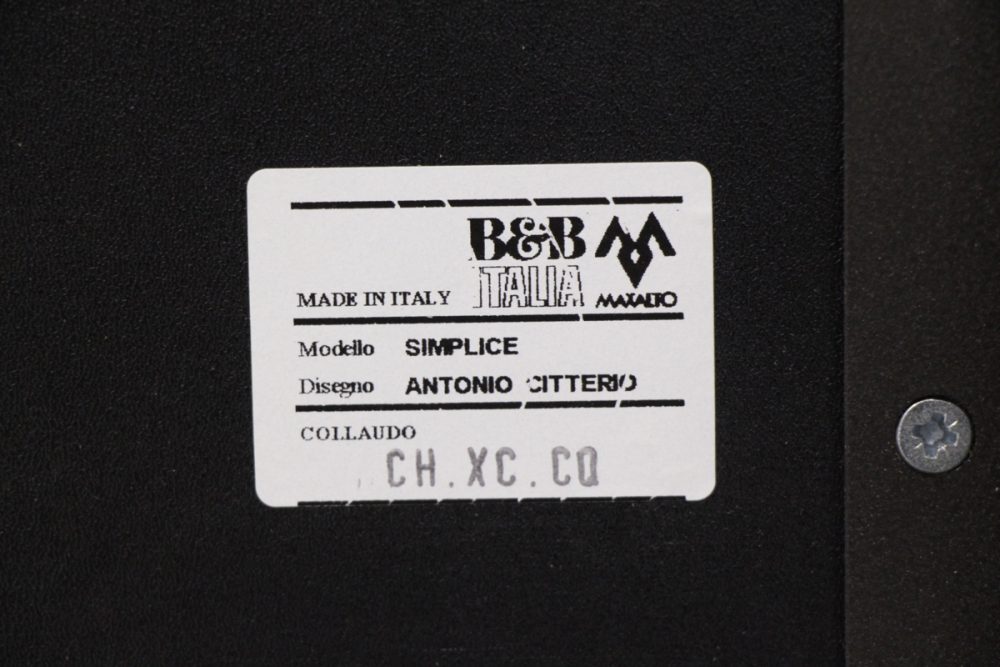 B&B
ITALIA
MAXALTO
MADE IN ITALY
Modello SIMPLICE
Disegno ANTONIO CITTERIO
COLLAUDO
CH.XC.CQ